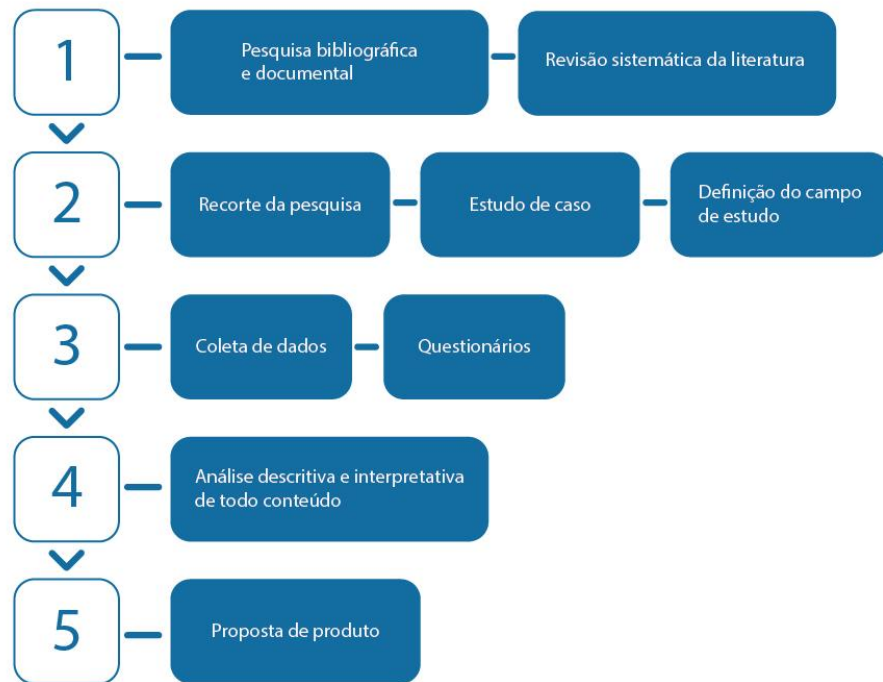 1
Pesquisa bibliográfica
e documental
Revisão sistemática da literatura
2
Recorte da pesquisa
Estudo de caso
Definição do campo
de estudo
3
Coleta de dados
Questionários
4
Análise descritiva e interpretativa
de todo conteúdo
5
Proposta de produto